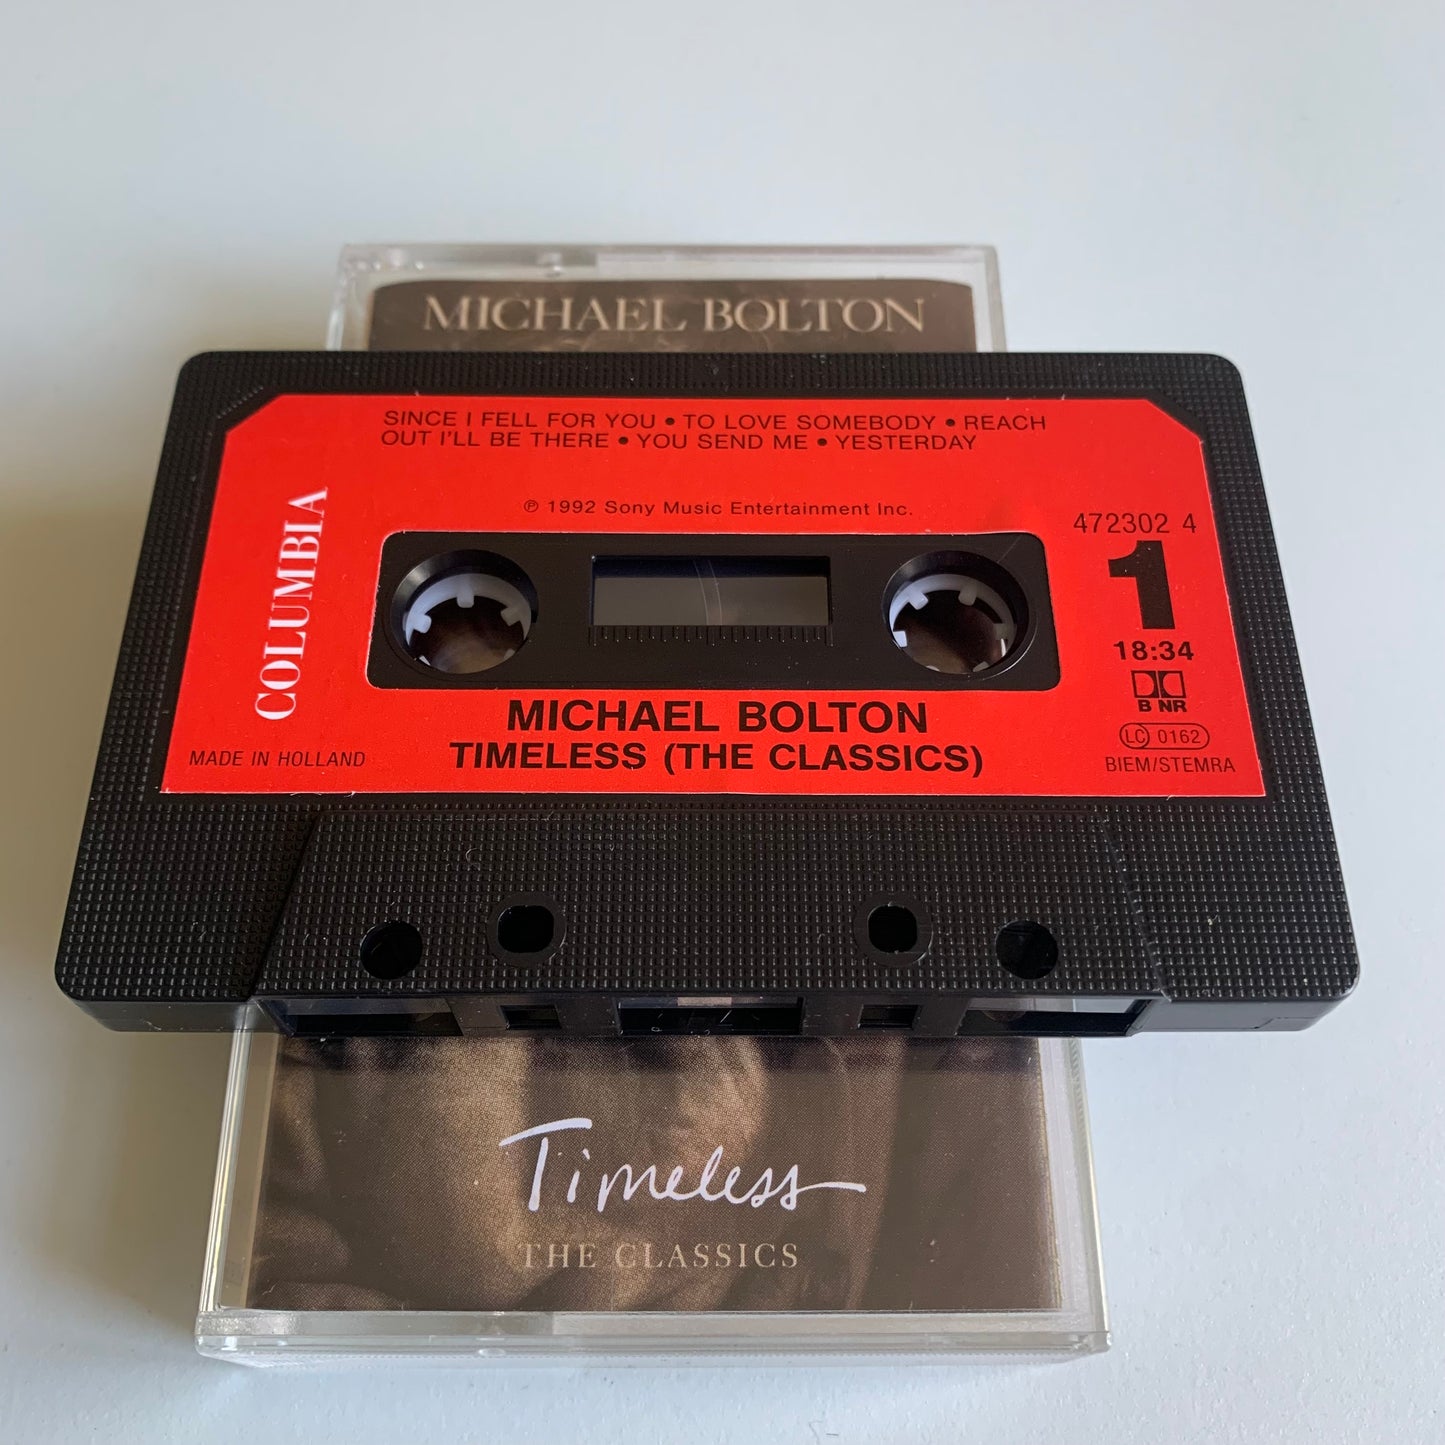 MICHAEL BOLTON
SINCE I FELL FOR YOU • TO LOVE SOMEBODY • REACH
OUT I'LL BE THERE • YOU SEND ME • YESTERDAY
℗ 1992 Sony Music Entertainment Inc.
COLUMBIA
472302 4
1
18:34
B NR
MICHAEL BOLTON
TIMELESS (THE CLASSICS)
MADE IN HOLLAND
LC 0162
BIEM/STEMRA
Timeless
THE CLASSICS